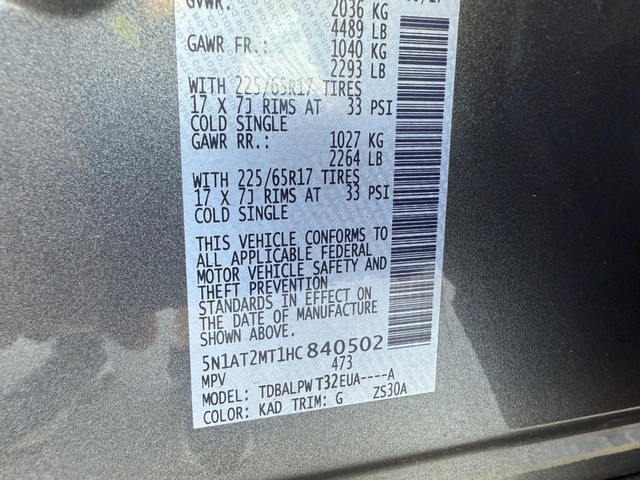 GVWR: 2036 KG
4489 LB
GAWR FR.: 1040 KG
2293 LB
WITH 225/65R17 TIRES
17 X 7J RIMS AT 33 PSI
COLD SINGLE
GAWR RR.: 1027 KG
2264 LB
WITH 225/65R17 TIRES
17 X 7J RIMS AT 33 PSI
COLD SINGLE
THIS VEHICLE CONFORMS TO
ALL APPLICABLE FEDERAL
MOTOR VEHICLE SAFETY AND
THEFT PREVENTION
STANDARDS IN EFFECT ON
THE DATE OF MANUFACTURE
SHOWN ABOVE.
5N1AT2MT1HC840502
MPV 473
MODEL: TDBALPWT32EUA----A
COLOR: KAD TRIM: G ZS30A